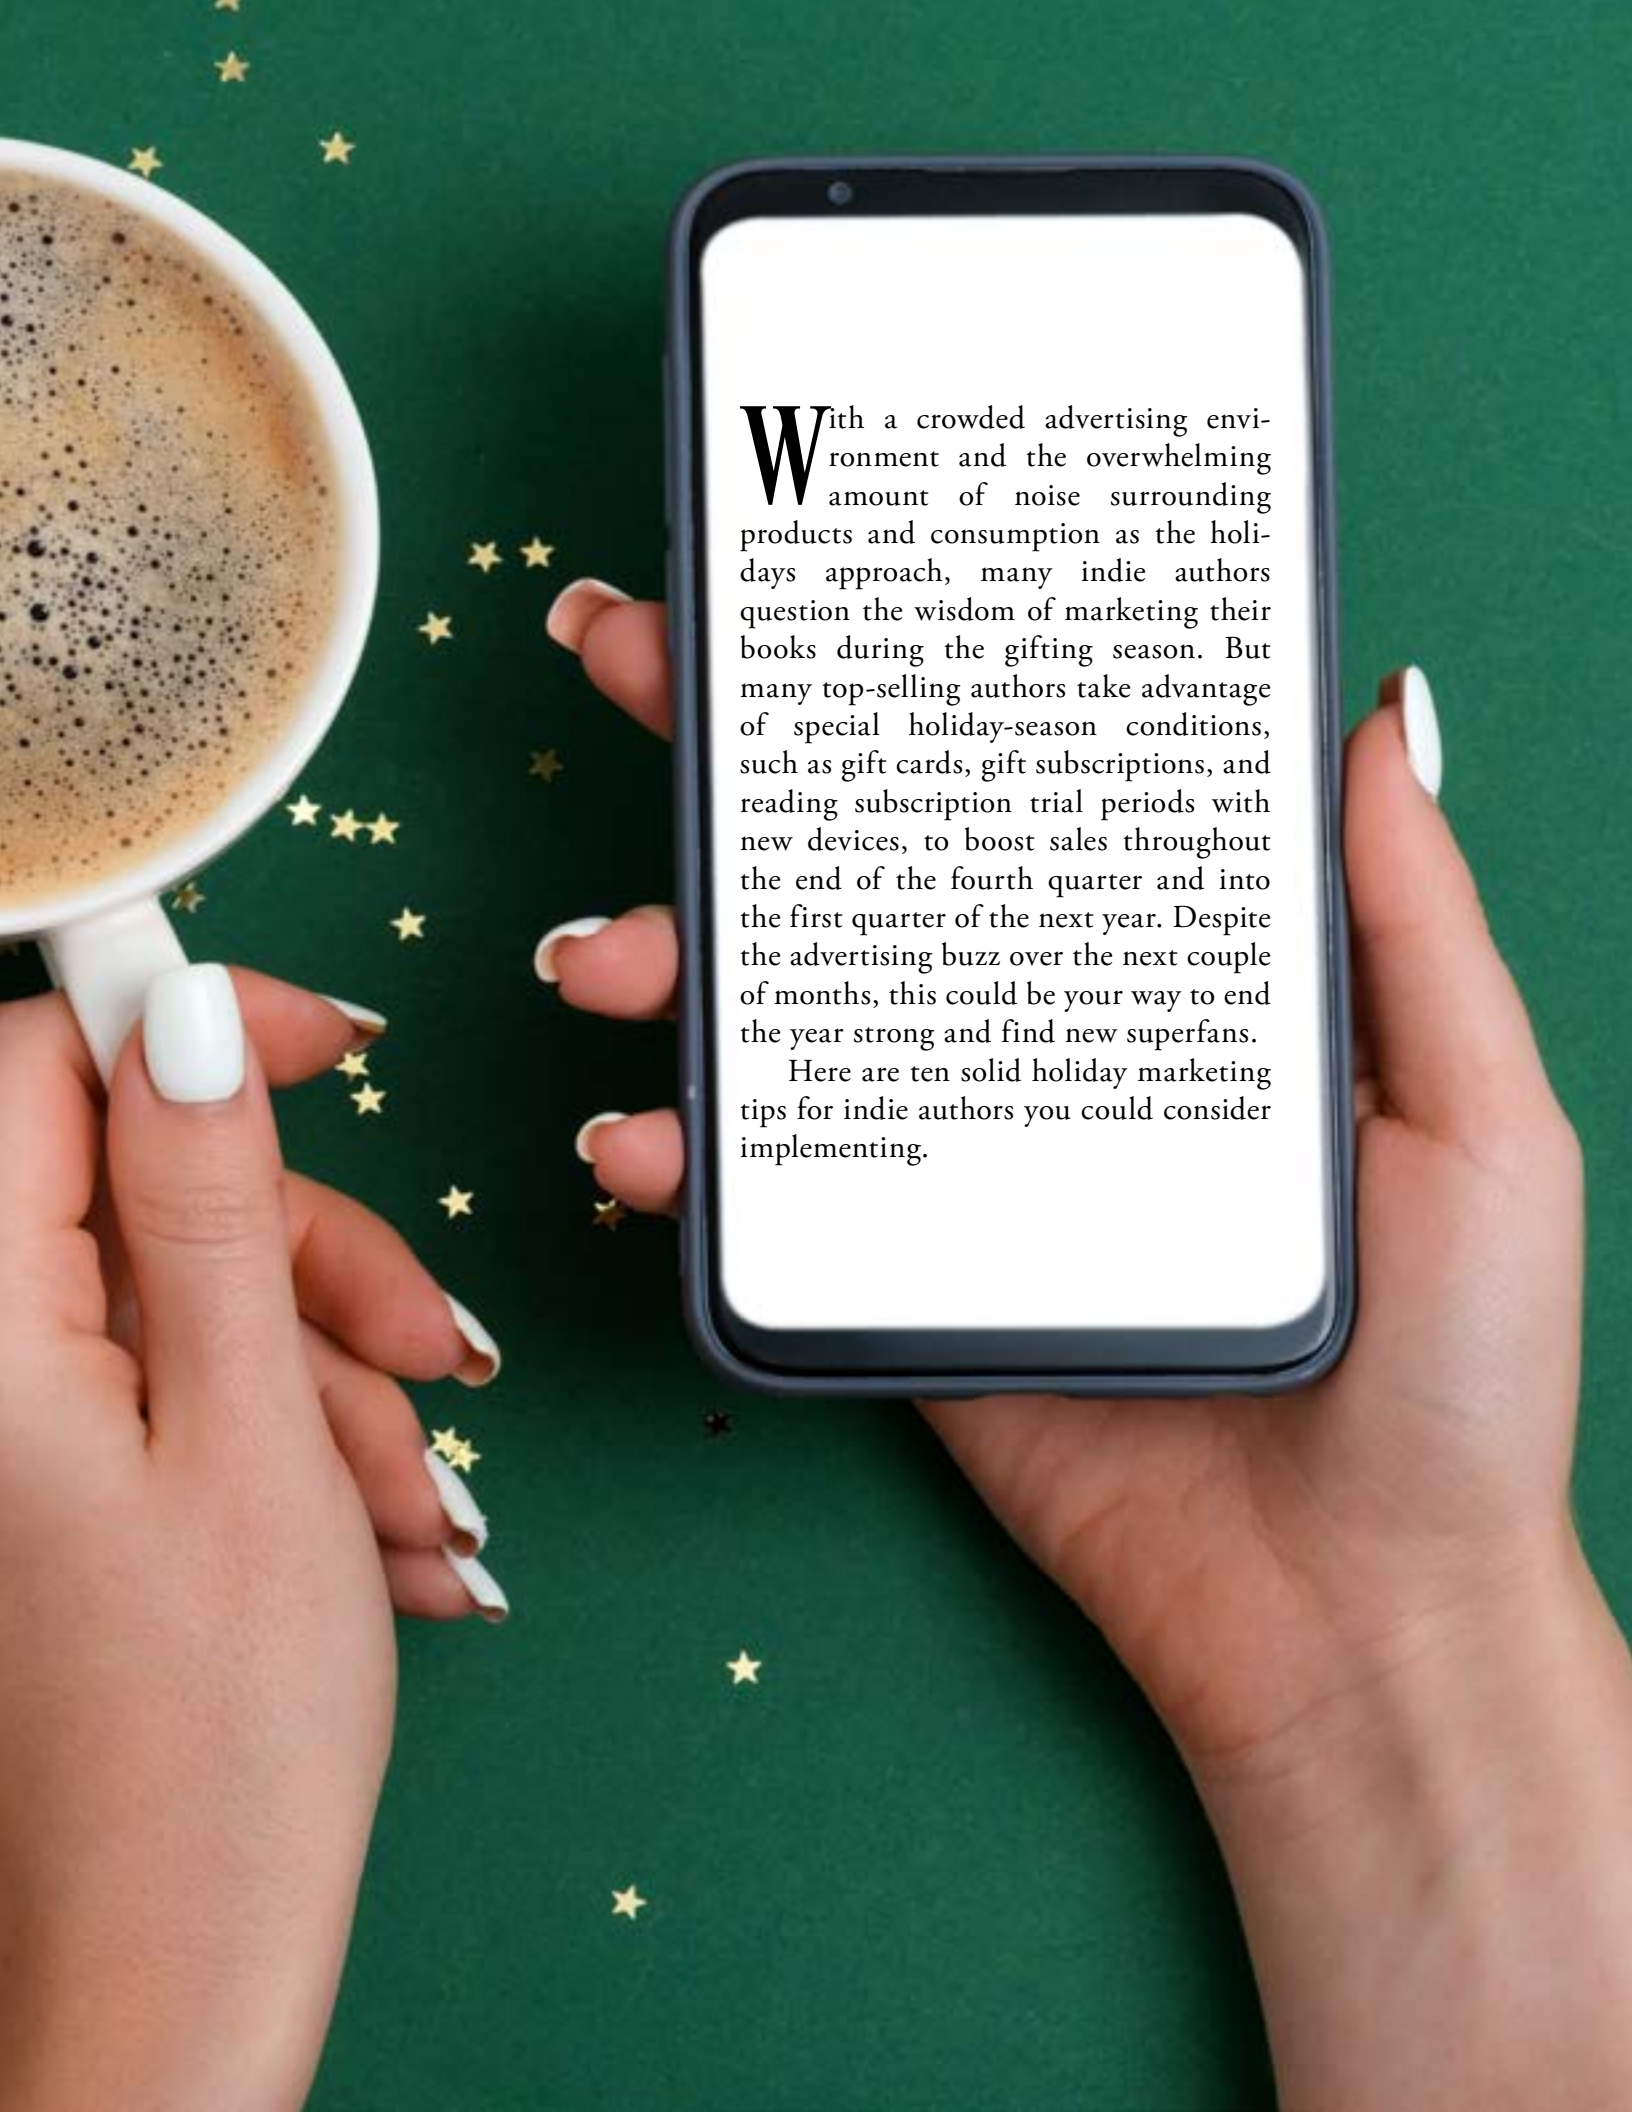 With a crowded advertising envi-
ronment and the overwhelming
amount of noise surrounding
products and consumption as the holi-
days approach, many indie authors
question the wisdom of marketing their
books during the gifting season. But
many top-selling authors take advantage
of special holiday-season conditions,
such as gift cards, gift subscriptions, and
reading subscription trial periods with
new devices, to boost sales throughout
the end of the fourth quarter and into
the first quarter of the next year. Despite
the advertising buzz over the next couple
of months, this could be your way to end
the year strong and find new superfans.
Here are ten solid holiday marketing
tips for indie authors you could consider
implementing.